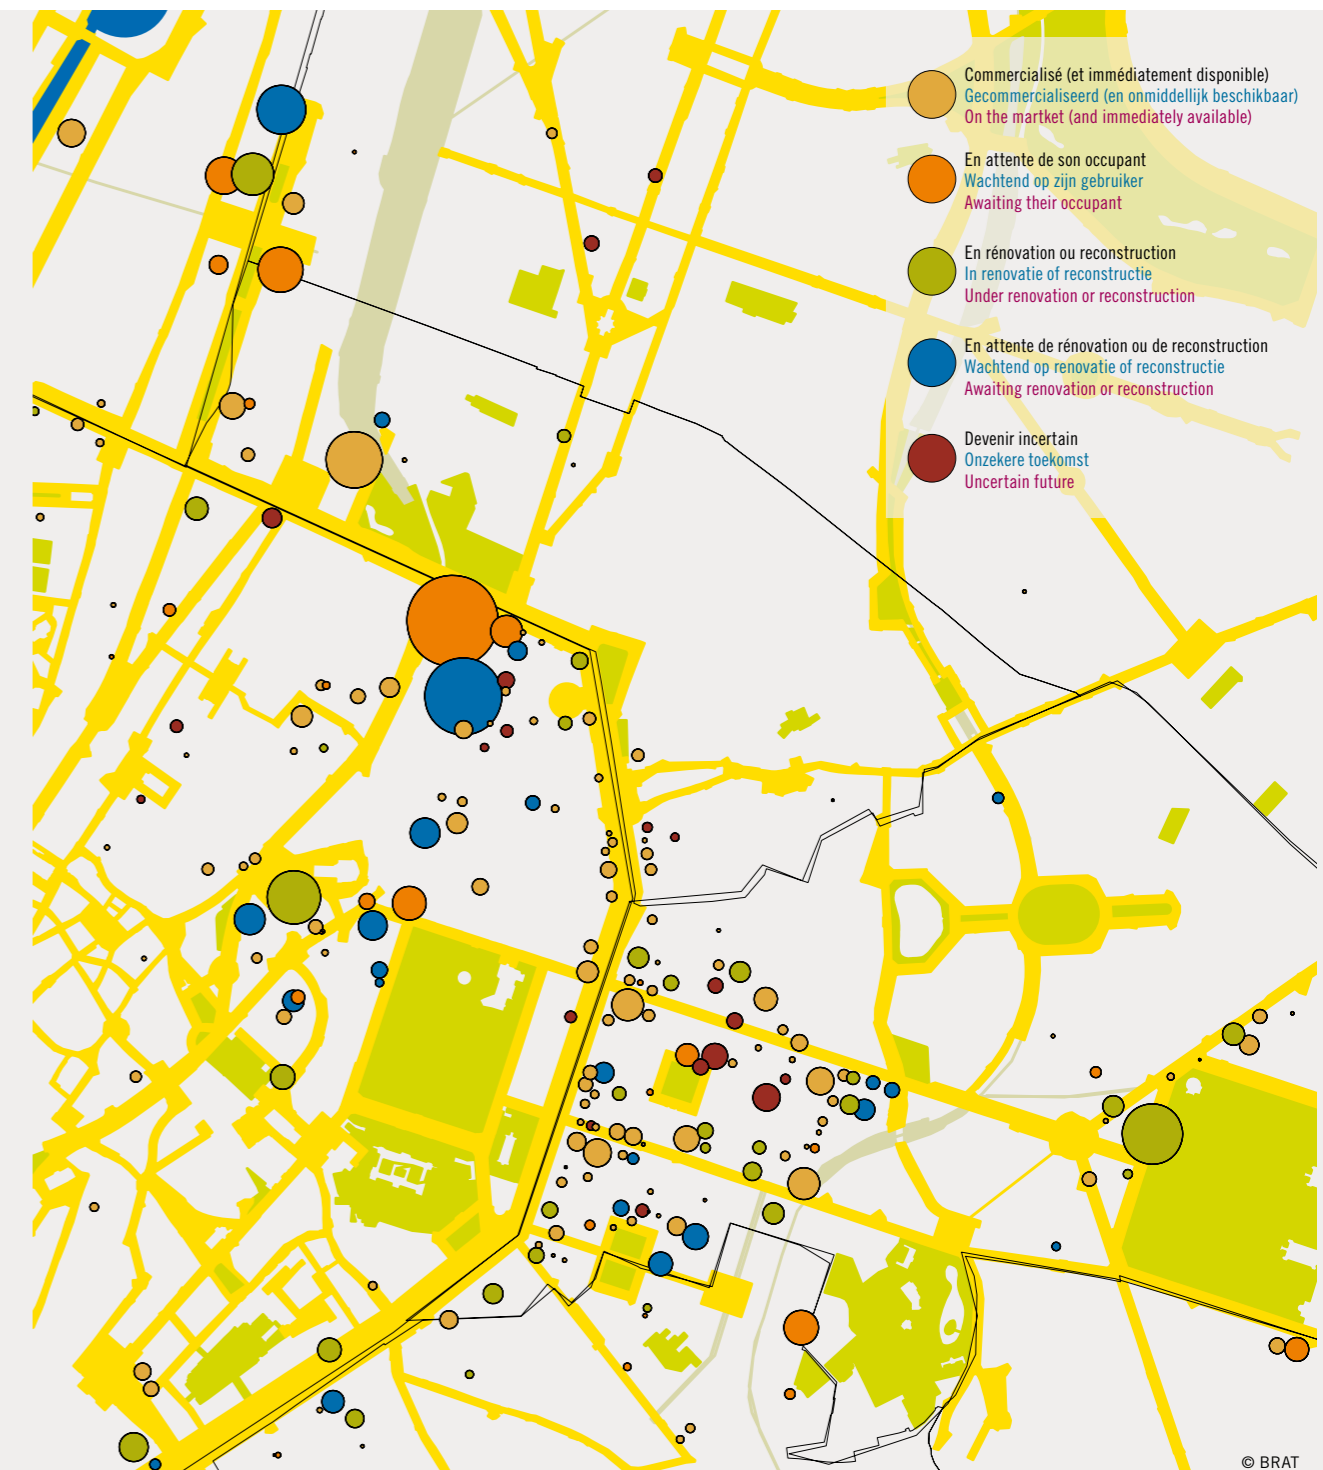 Commercialisé (et immédiatement disponible)
Gecommercialiseerd (en onmiddellijk beschikbaar)
On the martket (and immediately available)
En attente de son occupant
Wachtend op zijn gebruiker
Awaiting their occupant
En rénovation ou reconstruction
In renovatie of reconstructie
Under renovation or reconstruction
En attente de rénovation ou de reconstruction
Wachtend op renovatie of reconstructie
Awaiting renovation or reconstruction
Devenir incertain
Onzekere toekomst
Uncertain future
© BRAT